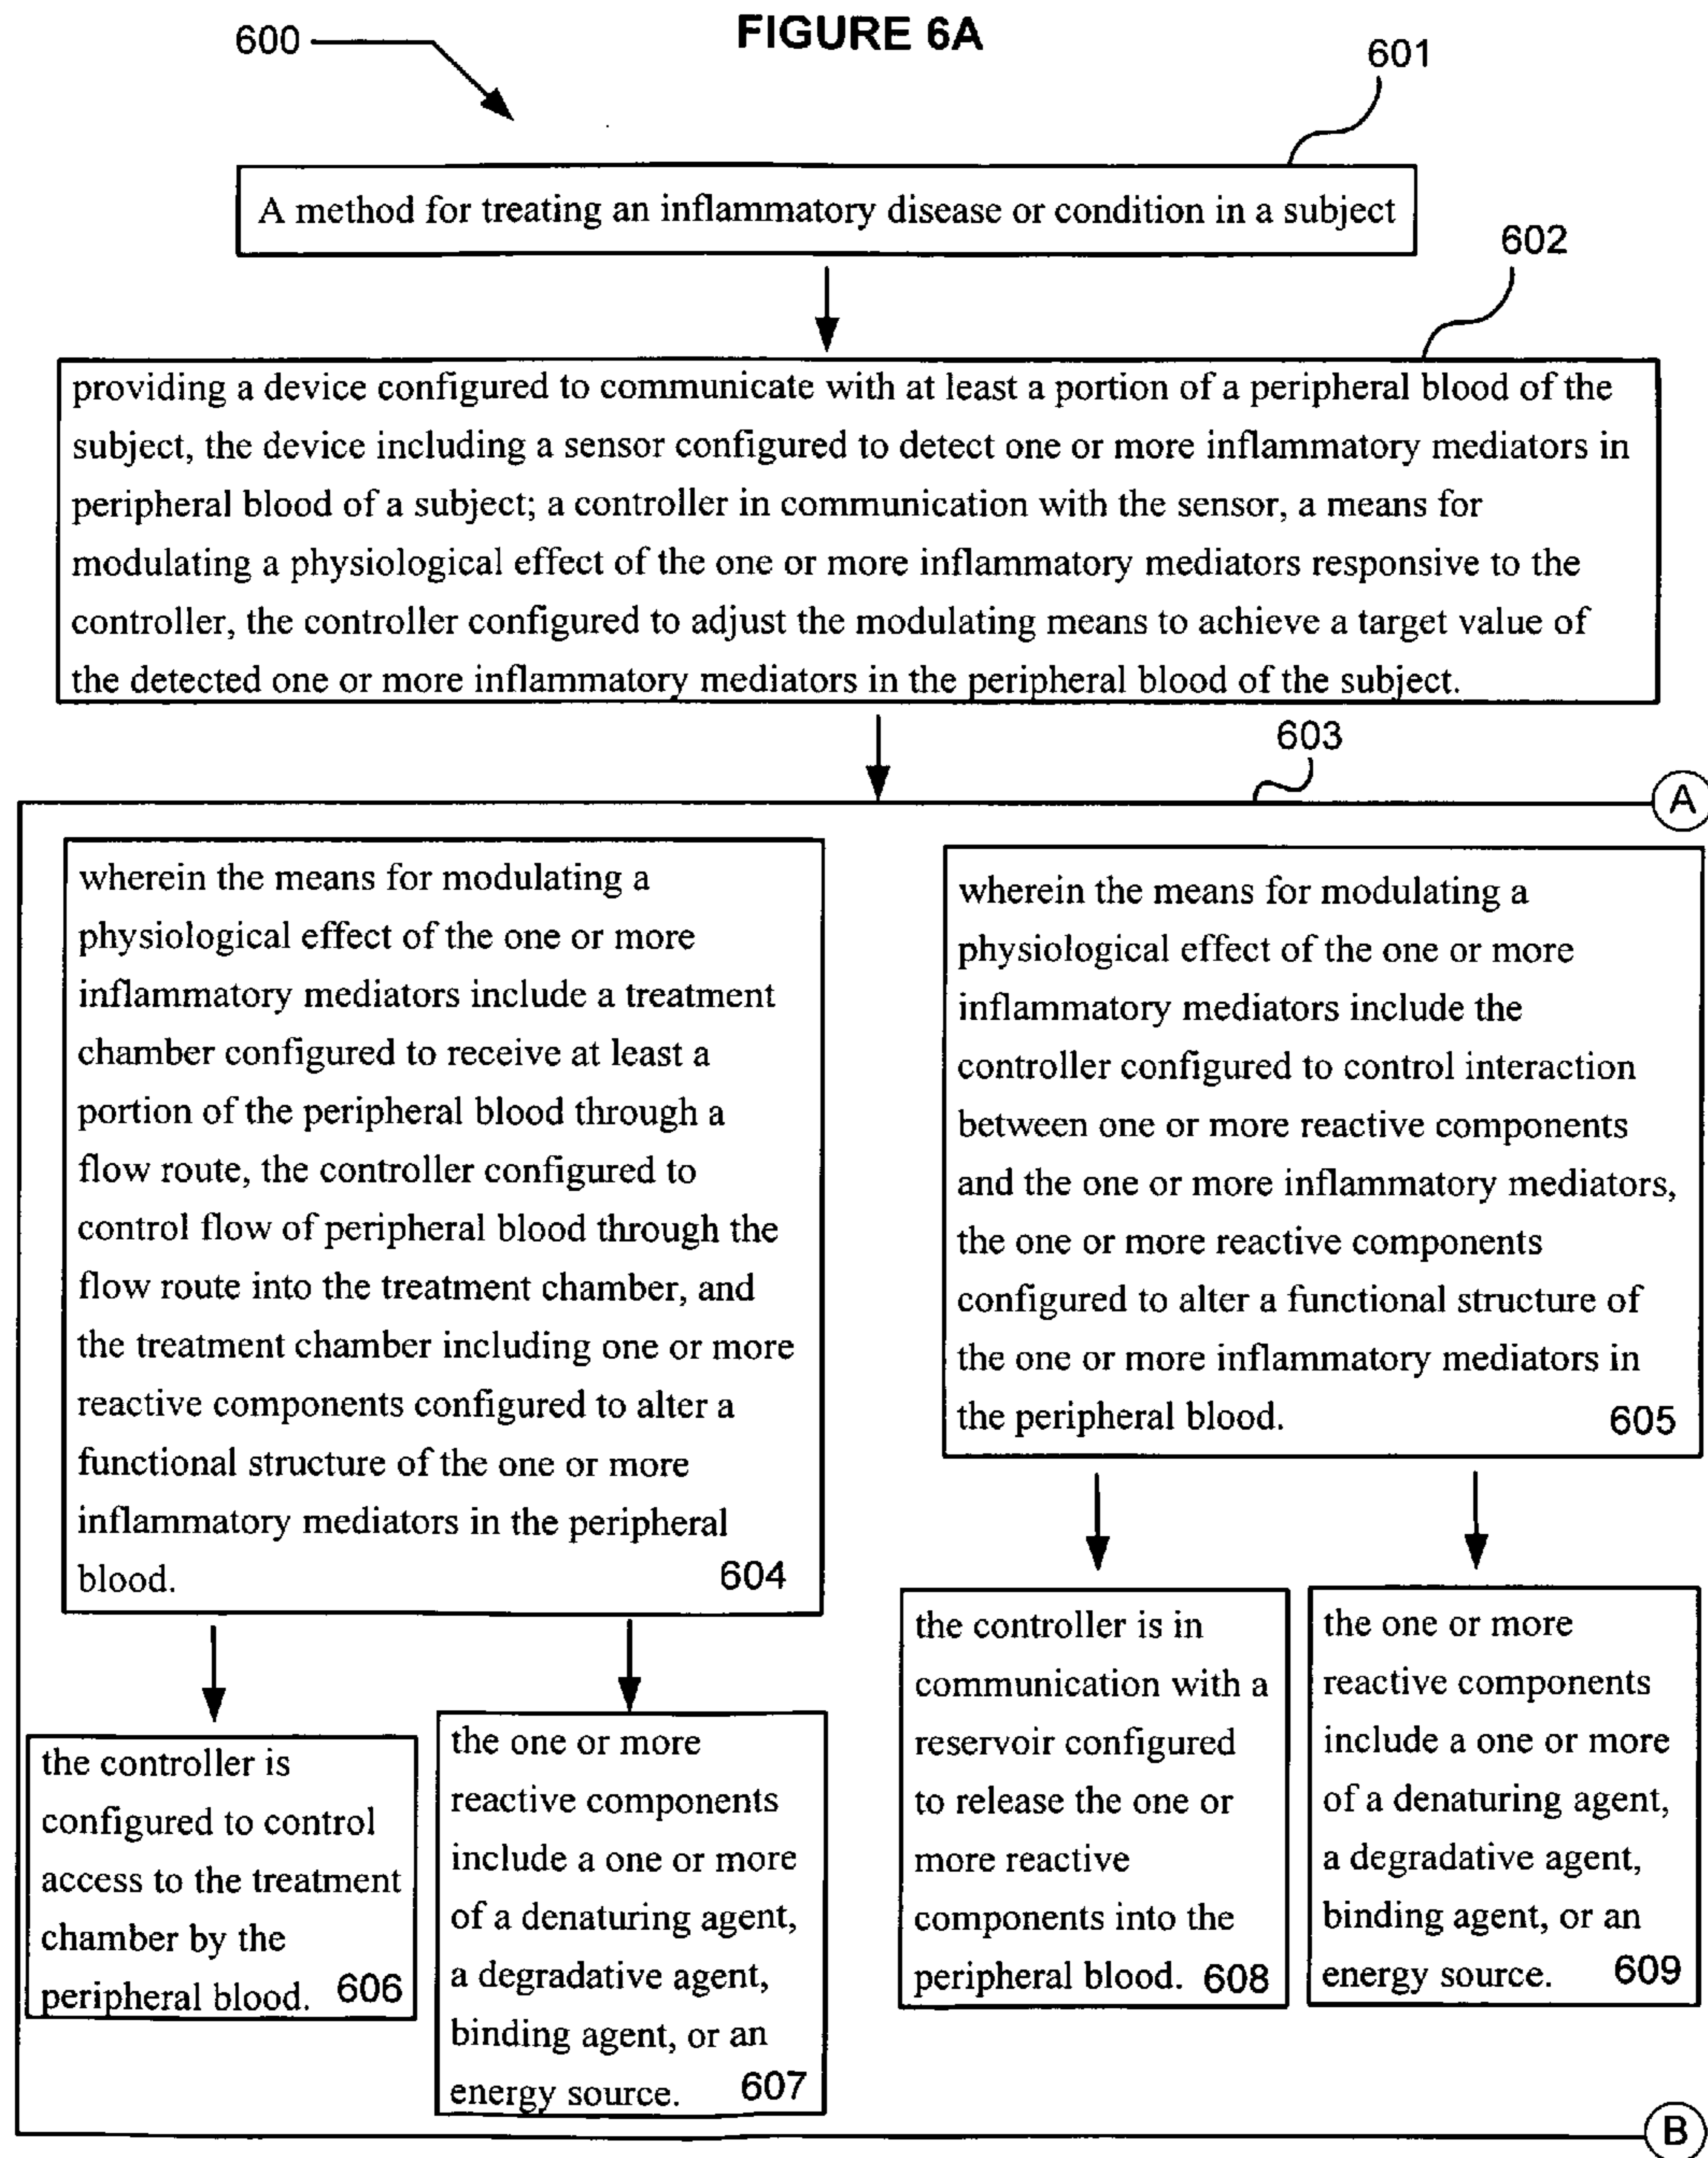 FIGURE 6A
600
601
A method for treating an inflammatory disease or condition in a subject
602
providing a device configured to communicate with at least a portion of a peripheral blood of the
subject, the device including a sensor configured to detect one or more inflammatory mediators in
peripheral blood of a subject; a controller in communication with the sensor, a means for
modulating a physiological effect of the one or more inflammatory mediators responsive to the
controller, the controller configured to adjust the modulating means to achieve a target value of
the detected one or more inflammatory mediators in the peripheral blood of the subject.
603
A
wherein the means for modulating a
physiological effect of the one or more
inflammatory mediators include a treatment
chamber configured to receive at least a
portion of the peripheral blood through a
flow route, the controller configured to
control flow of peripheral blood through the
flow route into the treatment chamber, and
the treatment chamber including one or more
reactive components configured to alter a
functional structure of the one or more
inflammatory mediators in the peripheral
blood. 604
wherein the means for modulating a
physiological effect of the one or more
inflammatory mediators include the
controller configured to control interaction
between one or more reactive components
and the one or more inflammatory mediators,
the one or more reactive components
configured to alter a functional structure of
the one or more inflammatory mediators in
the peripheral blood. 605
the controller is
configured to control
access to the treatment
chamber by the
peripheral blood. 606
the one or more
reactive components
include a one or more
of a denaturing agent,
a degradative agent,
binding agent, or an
energy source. 607
the controller is in
communication with a
reservoir configured
to release the one or
more reactive
components into the
peripheral blood. 608
the one or more
reactive components
include a one or more
of a denaturing agent,
a degradative agent,
binding agent, or an
energy source. 609
B